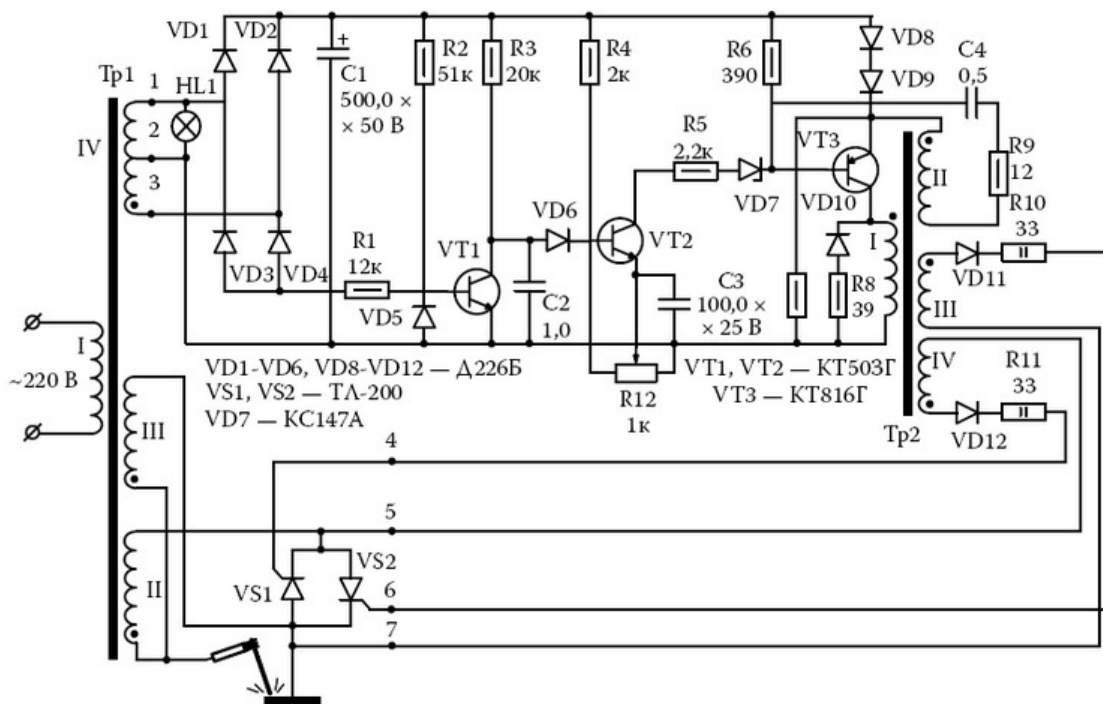 VD1
VD2
Тр1
1
HL1
2
IV
3
+
C1
500,0 ×
× 50 В
R2
51к
R3
20к
R4
2к
R6
390
VD8
VD9
C4
0,5
R5
2,2к
VT3
R9
12
II
R10
33
VD7
VD10
VD6
VT2
VT1
R1
12к
VD3
VD4
VD5
C2
1,0
C3
100,0 ×
× 25 В
R8
39
I
VD11
III
I
~220 В
VD1-VD6, VD8-VD12 — Д226Б
VS1, VS2 — ТЛ-200
VD7 — КС147А
R12
1к
VT1, VT2 — КТ503Г
VT3 — КТ816Г
IV
R11
33
VD12
Тр2
III
4
5
VS2
VS1
6
7
II